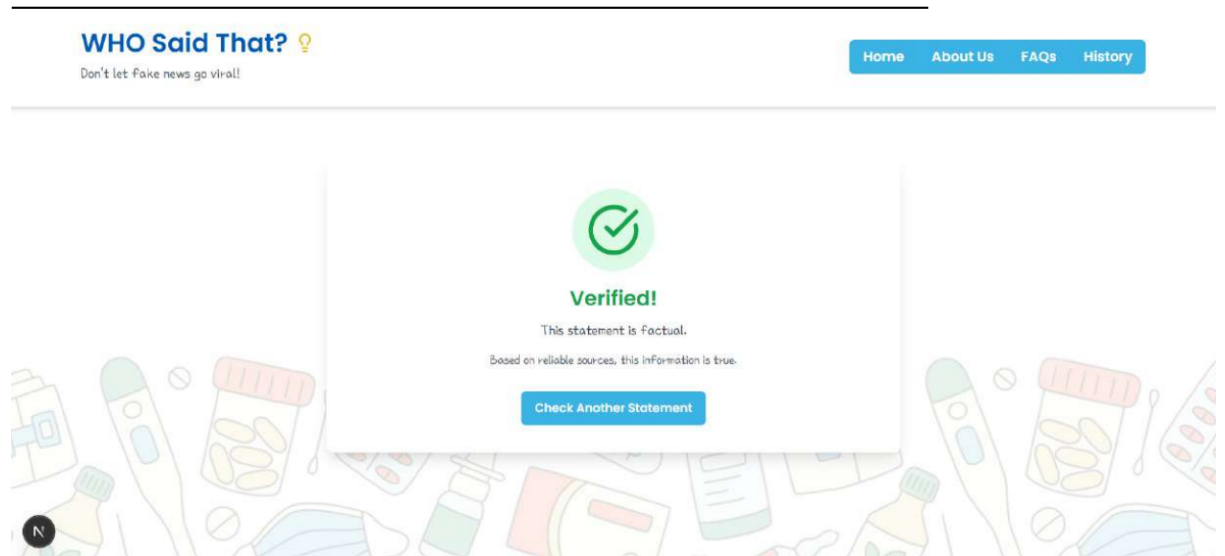 WHO Said That?
Don't let fake news go viral!
Home About Us FAQs History
Verified!
This statement is factual.
Based on reliable sources, this information is true.
Check Another Statement
N